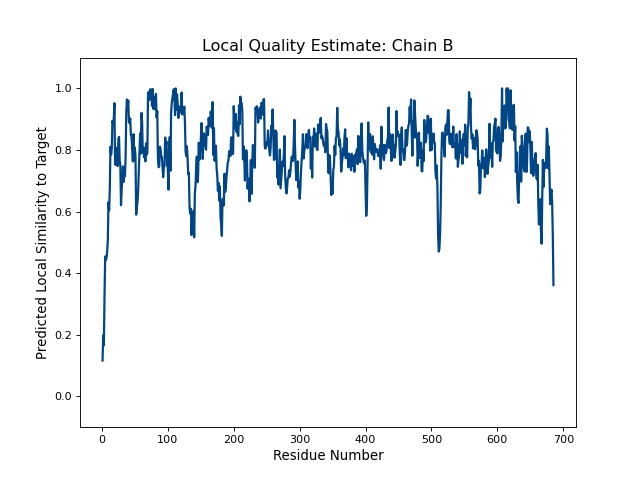 Local Quality Estimate: Chain B
Predicted Local Similarity to Target
1.0
0.8
0.6
0.4
0.2
0.0
0 100 200 300 400 500 600 700
Residue Number